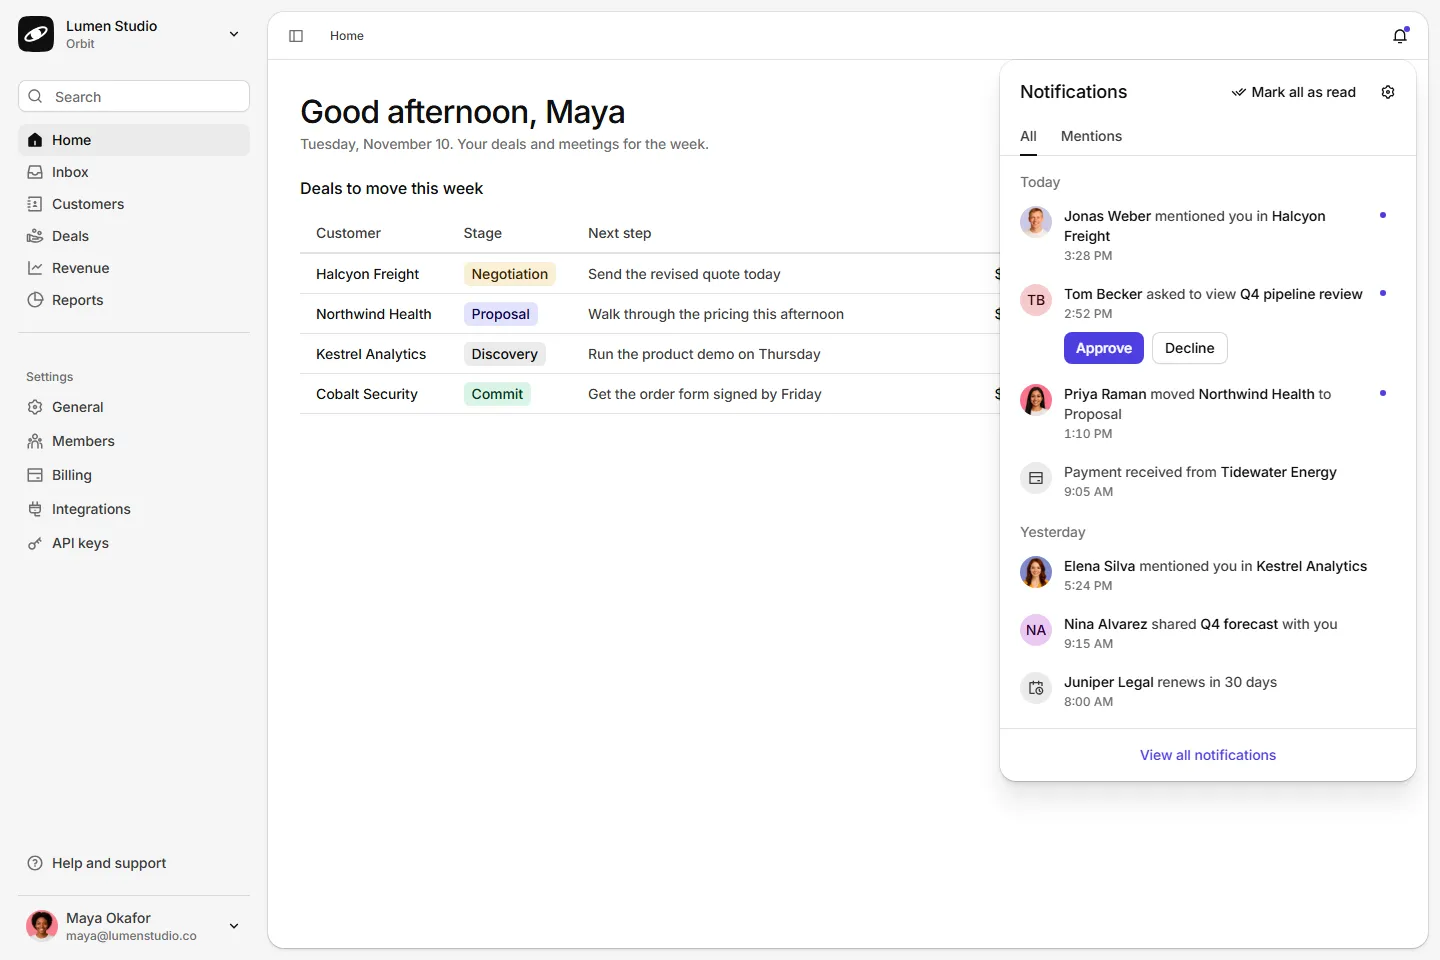 Lumen Studio
Orbit
Search
Home
Inbox
Customers
Deals
Revenue
Reports
Settings
General
Members
Billing
Integrations
API keys
Help and support
Maya Okafor
maya@lumenstudio.co
Home
Good afternoon, Maya
Tuesday, November 10. Your deals and meetings for the week.
Deals to move this week
Customer Stage Next step
Halcyon Freight Negotiation Send the revised quote today
Northwind Health Proposal Walk through the pricing this afternoon
Kestrel Analytics Discovery Run the product demo on Thursday
Cobalt Security Commit Get the order form signed by Friday
Notifications Mark all as read
All Mentions
Today
Jonas Weber mentioned you in Halcyon
Freight
3:28 PM
TB Tom Becker asked to view Q4 pipeline review
2:52 PM
Approve Decline
Priya Raman moved Northwind Health to
Proposal
1:10 PM
Payment received from Tidewater Energy
9:05 AM
Yesterday
Elena Silva mentioned you in Kestrel Analytics
5:24 PM
NA Nina Alvarez shared Q4 forecast with you
9:15 AM
Juniper Legal renews in 30 days
8:00 AM
View all notifications